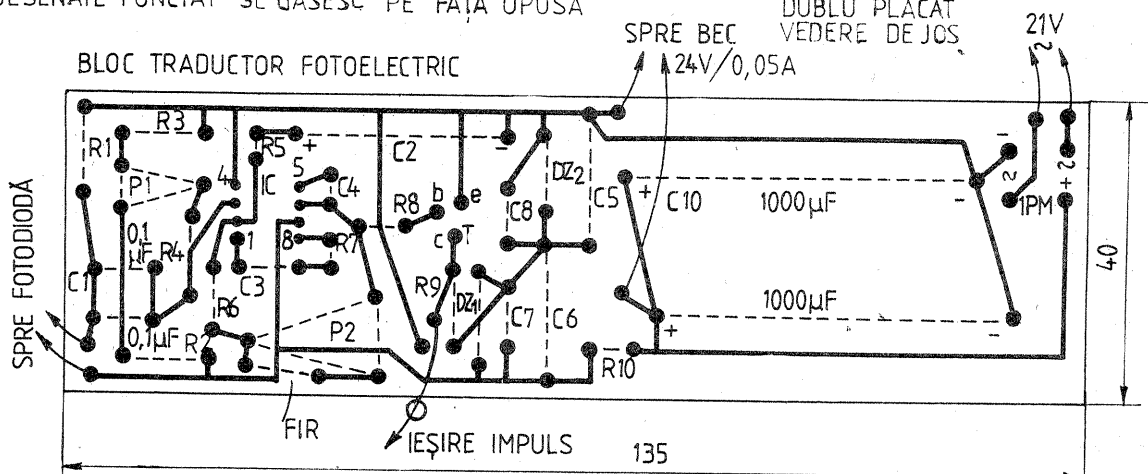 DESENATE PUNCTAT SE GĂSESC PE FAȚA OPUSĂ
DUBLU PLACAT
VEDERE DE JOS
SPRE BEC
24V/0,05A
21V
~
BLOC TRADUCTOR FOTOELECTRIC
R1
R3
R5
+
C2
-
DZ2
P1
4
IC
5
C4
R8
b
e
C8
C5
+
C10
1000µF
-
~
-
+
~
1PM
0,1
µF
R4
1
8
R7
c
T
C1
C3
R9
DZ1
R6
P2
C7
C6
1000µF
+
-
40
0,1µF
R2
R10
SPRE FOTODIODĂ
FIR
IEȘIRE IMPULS
135